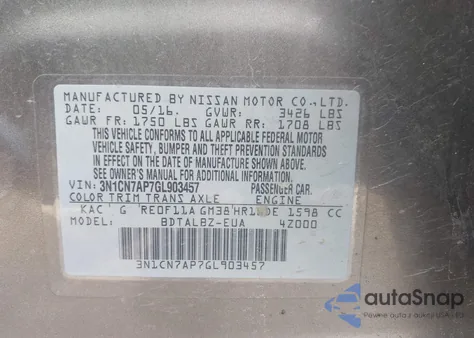 MANUFACTURED BY NISSAN MOTOR CO.,LTD.
DATE: 05/16. GVWR: 3426 LBS
GAWR FR: 1750 LBS GAWR RR: 1708 LBS
THIS VEHICLE CONFORMS TO ALL APPLICABLE FEDERAL MOTOR
VEHICLE SAFETY, BUMPER, AND THEFT PREVENTION STANDARDS
IN EFFECT ON THE DATE OF MANUFACTURE SHOWN ABOVE.
SEE OWNER'S MANUAL FOR ADDITIONAL INFORMATION.
VIN: 3N1CN7AP7GL903457 PASSENGER CAR.
COLOR TRIM TRANS AXLE ENGINE
KAC G RE0F11A GM38 HR16DE 1598 CC
MODEL: BDTALBZ-EUA 4Z000
3N1CN7AP7GL903457
autoSnap